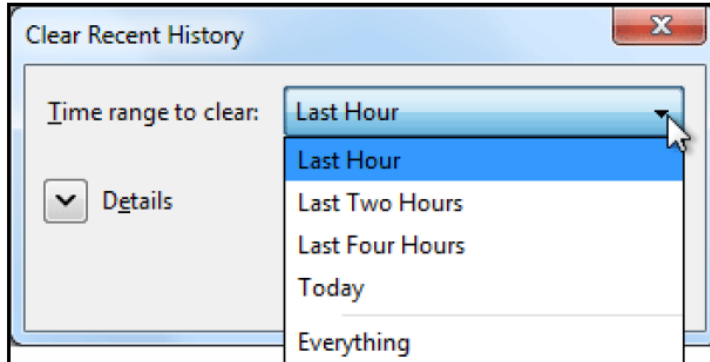 Clear Recent History
Time range to clear: Last Hour
Last Hour
Details
Last Two Hours
Last Four Hours
Today
Everything